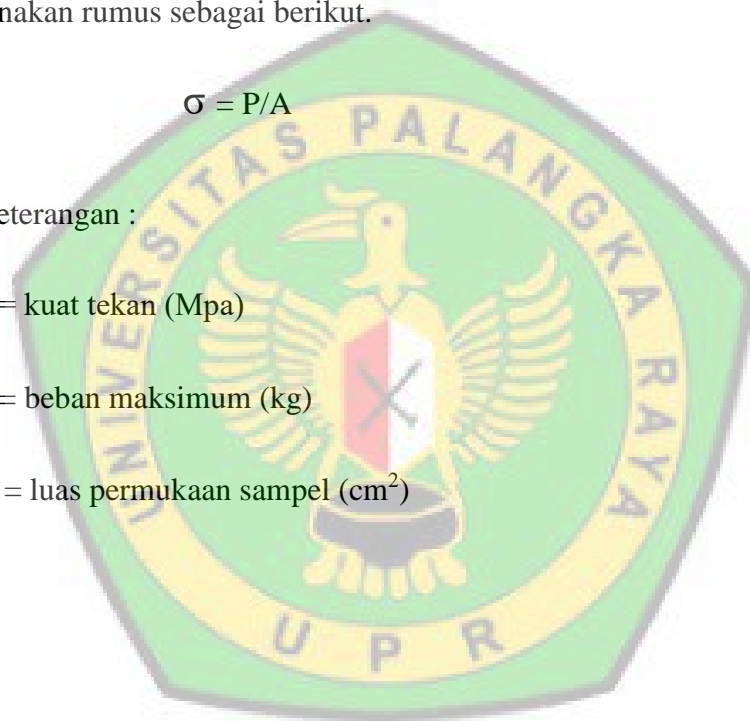 nakan rumus sebagai berikut.
σ = P/A
eterangan :
= kuat tekan (Mpa)
= beban maksimum (kg)
= luas permukaan sampel (cm²)
UNIVERSITAS PALANGKA RAYA
UPR